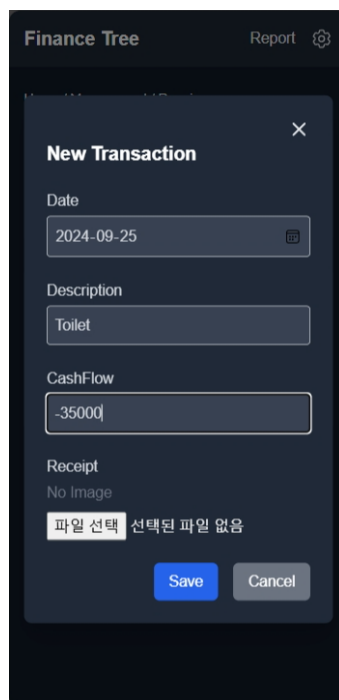 Finance Tree
Report
New Transaction
Date
2024-09-25
Description
Toilet
CashFlow
-35000
Receipt
No Image
파일 선택 선택된 파일 없음
Save
Cancel